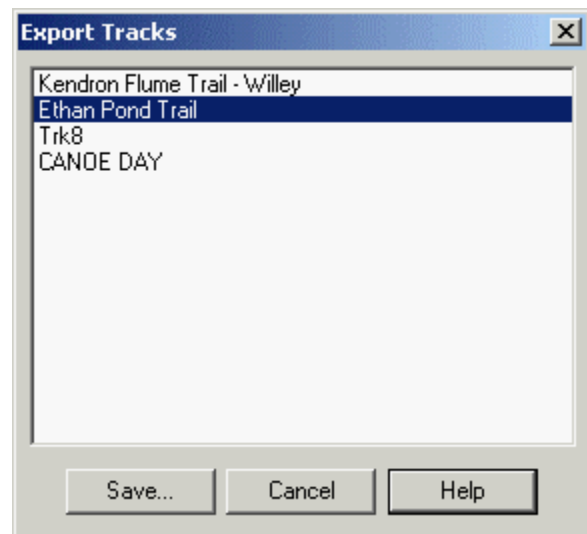 Export Tracks
Kendron Flume Trail - Willey
Ethan Pond Trail
Trk8
CANOE DAY
Save... Cancel Help